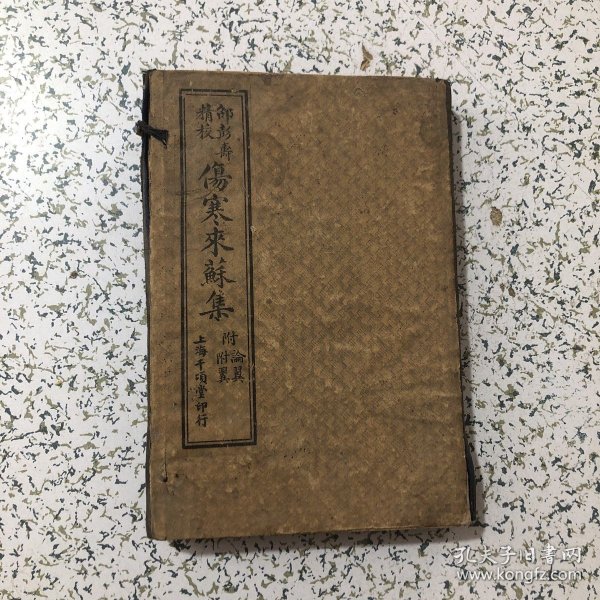 邵彭壽
精校
傷寒來蘇集
附論翼
附翼
上海千頃堂印行
孔夫子旧书网
www.kongfz.com